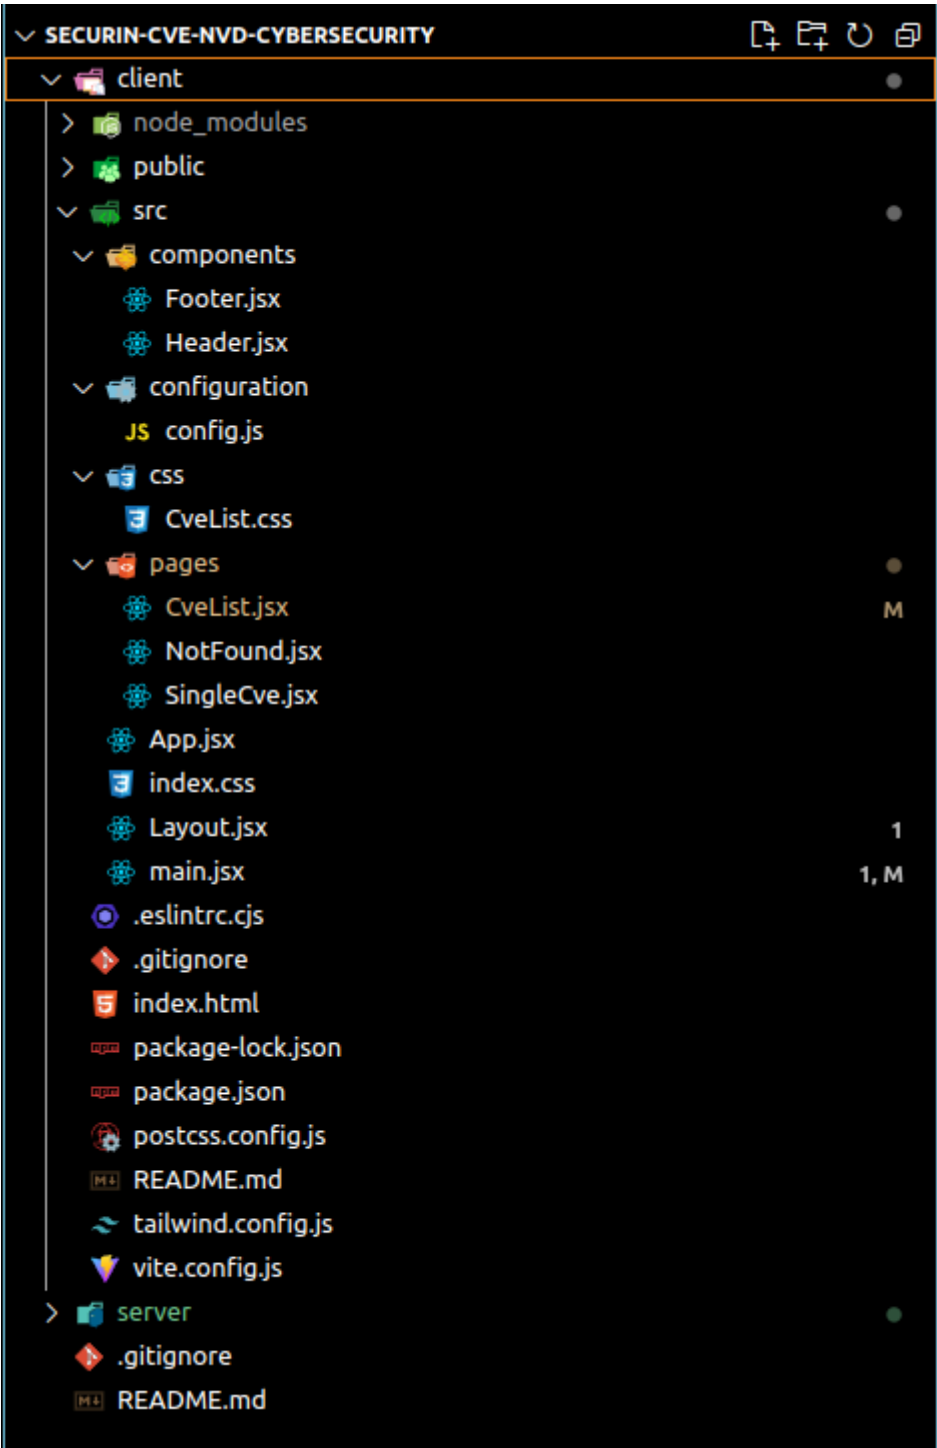 SECURIN-CVE-NVD-CYBERSECURITY
client
node_modules
public
src
components
Footer.jsx
Header.jsx
configuration
JS config.js
css
CveList.css
pages
CveList.jsx M
NotFound.jsx
SingleCve.jsx
App.jsx
index.css
Layout.jsx 1
main.jsx 1, M
.eslintrc.cjs
.gitignore
index.html
package-lock.json
package.json
postcss.config.js
README.md
tailwind.config.js
vite.config.js
server
.gitignore
README.md